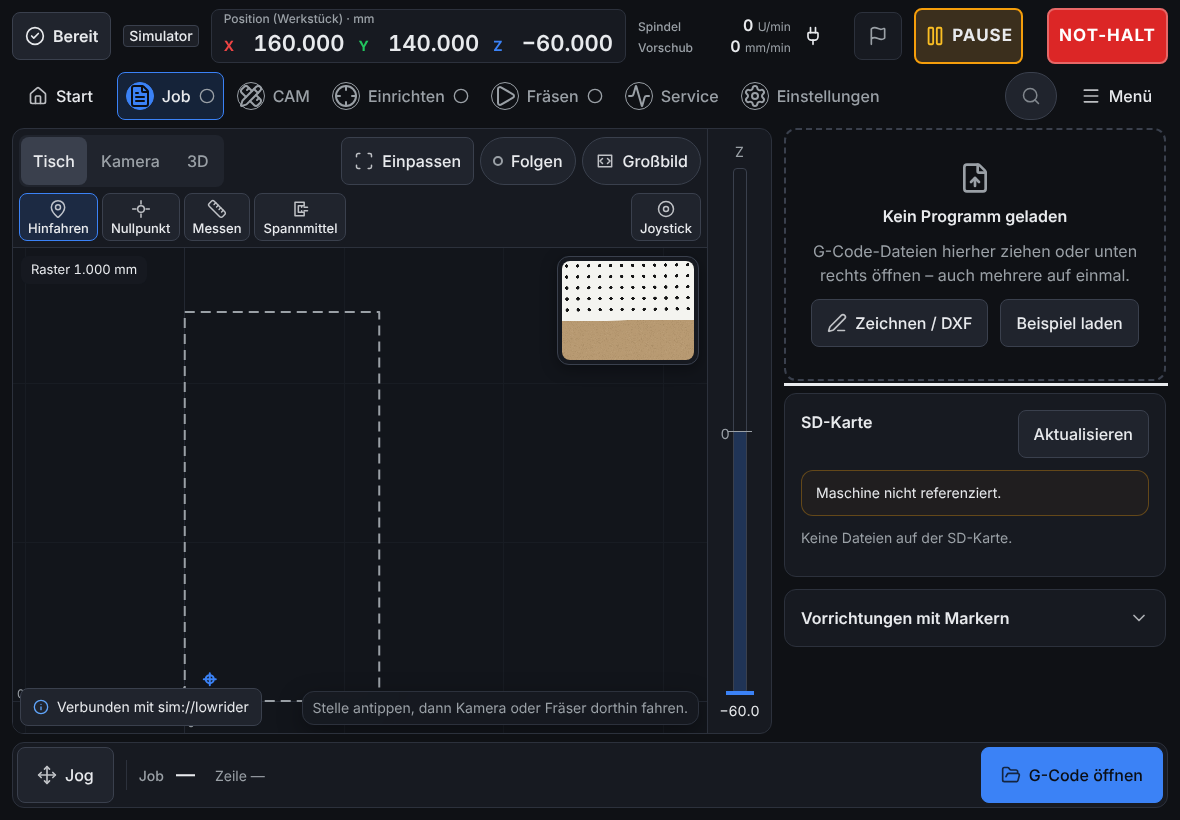 Bereit
Simulator
Position (Werkstück) · mm
X 160.000 Y 140.000 Z −60.000
Spindel 0 U/min
Vorschub 0 mm/min
PAUSE
NOT-HALT
Start
Job
CAM
Einrichten
Fräsen
Service
Einstellungen
Menü
Tisch
Kamera
3D
Einpassen
Folgen
Großbild
Hinfahren
Nullpunkt
Messen
Spannmittel
Joystick
Raster 1.000 mm
Z
0
−60.0
Verbunden mit sim://lowrider
Stelle antippen, dann Kamera oder Fräser dorthin fahren.
Kein Programm geladen
G-Code-Dateien hierher ziehen oder unten
rechts öffnen – auch mehrere auf einmal.
Zeichnen / DXF
Beispiel laden
SD-Karte
Aktualisieren
Maschine nicht referenziert.
Keine Dateien auf der SD-Karte.
Vorrichtungen mit Markern
Jog
Job —
Zeile —
G-Code öffnen